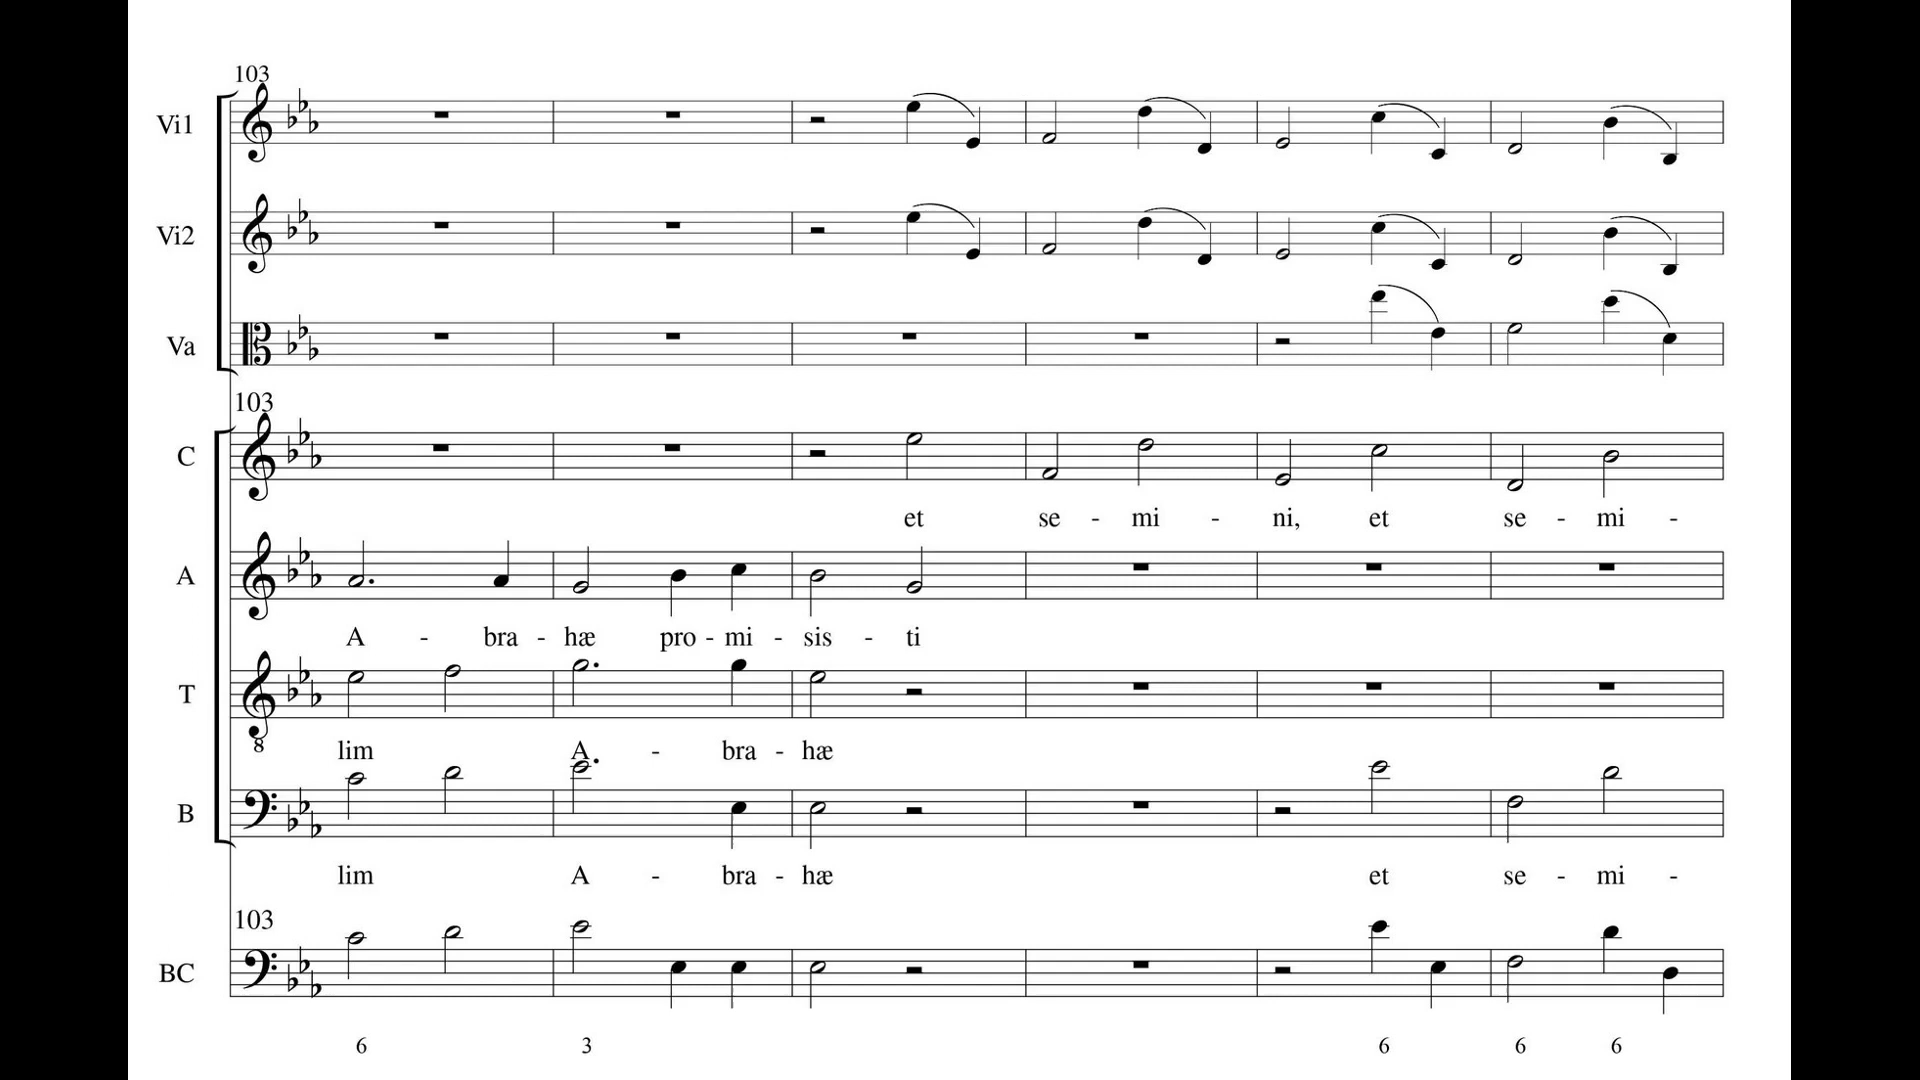 103
Vi1
Vi2
Va
103
C
et se - mi - ni, et se - mi -
A
A - bra - hæ pro - mi - sis - ti
T
8
lim A - bra - hæ
B
lim A - bra - hæ et se - mi -
103
BC
6 3 6 6 6